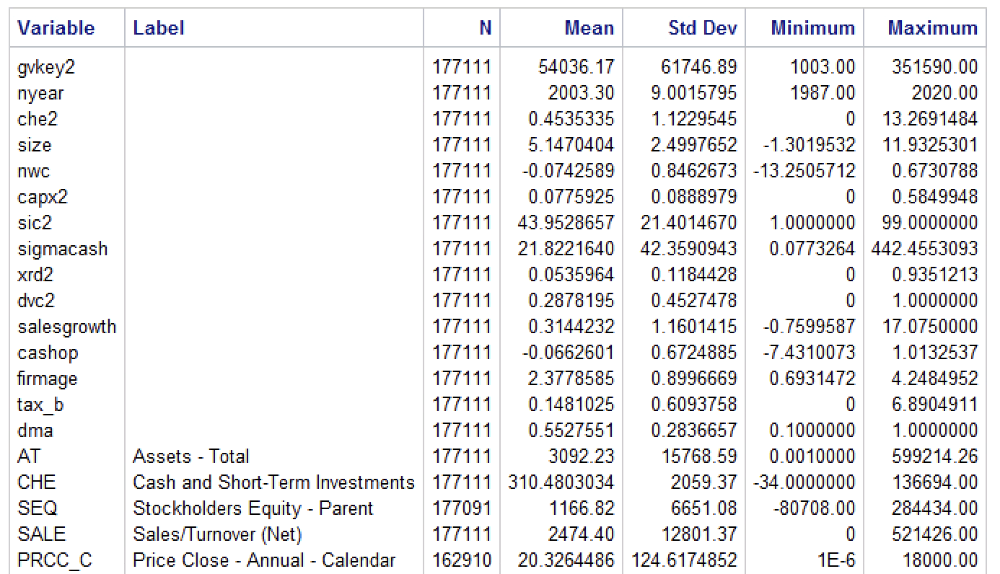 Variable Label N Mean Std Dev Minimum Maximum
gvkey2 177111 54036.17 61746.89 1003.00 351590.00
nyear 177111 2003.30 9.0015795 1987.00 2020.00
che2 177111 0.4535335 1.1229545 0 13.2691484
size 177111 5.1470404 2.4997652 -1.3019532 11.9325301
nwc 177111 -0.0742589 0.8462673 -13.2505712 0.6730788
capx2 177111 0.0775925 0.0888979 0 0.5849948
sic2 177111 43.9528657 21.4014670 1.0000000 99.0000000
sigmacash 177111 21.8221640 42.3590943 0.0773264 442.4553093
xrd2 177111 0.0535964 0.1184428 0 0.9351213
dvc2 177111 0.2878195 0.4527478 0 1.0000000
salesgrowth 177111 0.3144232 1.1601415 -0.7599587 17.0750000
cashop 177111 -0.0662601 0.6724885 -7.4310073 1.0132537
firmage 177111 2.3778585 0.8996669 0.6931472 4.2484952
tax_b 177111 0.1481025 0.6093758 0 6.8904911
dma 177111 0.5527551 0.2836657 0.1000000 1.0000000
AT Assets - Total 177111 3092.23 15768.59 0.0010000 599214.26
CHE Cash and Short-Term Investments 177111 310.4803034 2059.37 -34.0000000 136694.00
SEQ Stockholders Equity - Parent 177091 1166.82 6651.08 -80708.00 284434.00
SALE Sales/Turnover (Net) 177111 2474.40 12801.37 0 521426.00
PRCC_C Price Close - Annual - Calendar 162910 20.3264486 124.6174852 1E-6 18000.00